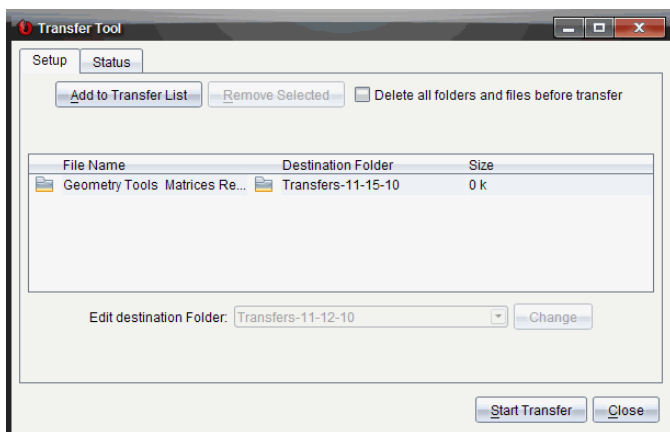 Transfer Tool
Setup Status
Add to Transfer List Remove Selected Delete all folders and files before transfer
File Name Destination Folder Size
Geometry Tools Matrices Re... Transfers-11-15-10 0 k
Edit destination Folder: Transfers-11-12-10 Change
Start Transfer Close